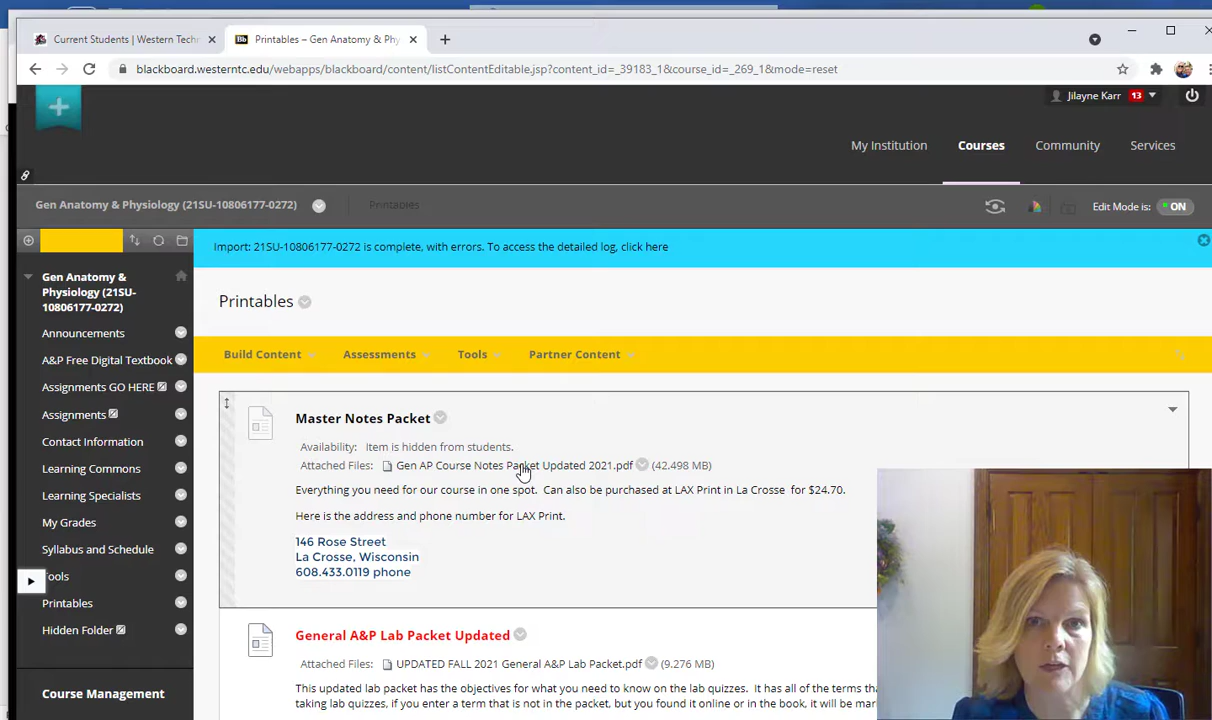 Current Students | Western Techn
Printables – Gen Anatomy & Phy
blackboard.westerntc.edu/webapps/blackboard/content/listContentEditable.jsp?content_id=_39183_1&course_id=_269_1&mode=reset
Jilayne Karr 13
My Institution Courses Community Services
Gen Anatomy & Physiology (21SU-10806177-0272) Printables Edit Mode is: ON
Import: 21SU-10806177-0272 is complete, with errors. To access the detailed log, click here
Gen Anatomy &
Physiology (21SU-
10806177-0272)
Announcements
A&P Free Digital Textbook
Assignments GO HERE
Assignments
Contact Information
Learning Commons
Learning Specialists
My Grades
Syllabus and Schedule
Tools
Printables
Hidden Folder
Course Management
Printables
Build Content Assessments Tools Partner Content
Master Notes Packet
Availability: Item is hidden from students.
Attached Files: Gen AP Course Notes Packet Updated 2021.pdf (42.498 MB)
Everything you need for our course in one spot. Can also be purchased at LAX Print in La Crosse for $24.70.
Here is the address and phone number for LAX Print.
146 Rose Street
La Crosse, Wisconsin
608.433.0119 phone
General A&P Lab Packet Updated
Attached Files: UPDATED FALL 2021 General A&P Lab Packet.pdf (9.276 MB)
This updated lab packet has the objectives for what you need to know on the lab quizzes. It has all of the terms tha
taking lab quizzes, if you enter a term that is not in the packet, but you found it online or in the book, it will be mar